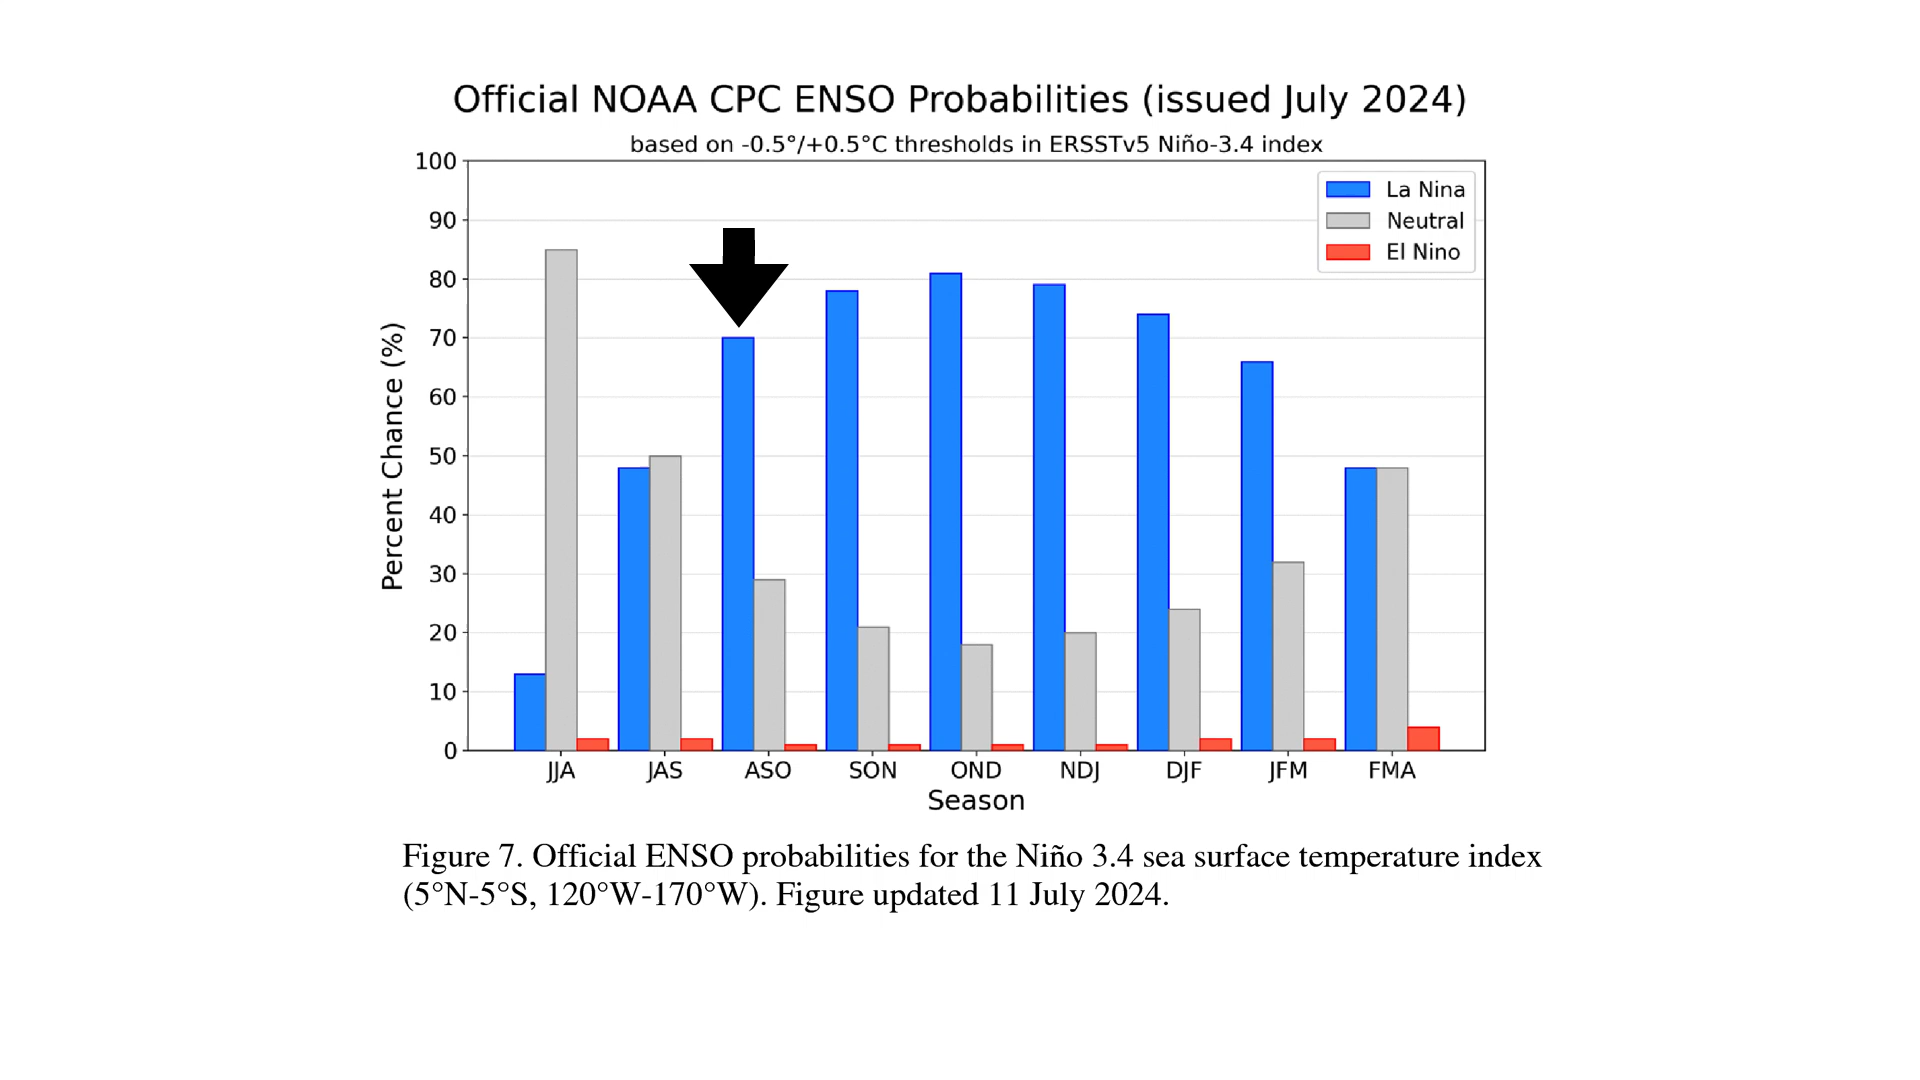 Official NOAA CPC ENSO Probabilities (issued July 2024)
based on -0.5°/+0.5°C thresholds in ERSSTv5 Niño-3.4 index
100
90
80
70
60
50
40
30
20
10
0
Percent Chance (%)
La Nina
Neutral
El Nino
JJA JAS ASO SON OND NDJ DJF JFM FMA
Season
Figure 7. Official ENSO probabilities for the Niño 3.4 sea surface temperature index
(5°N-5°S, 120°W-170°W). Figure updated 11 July 2024.